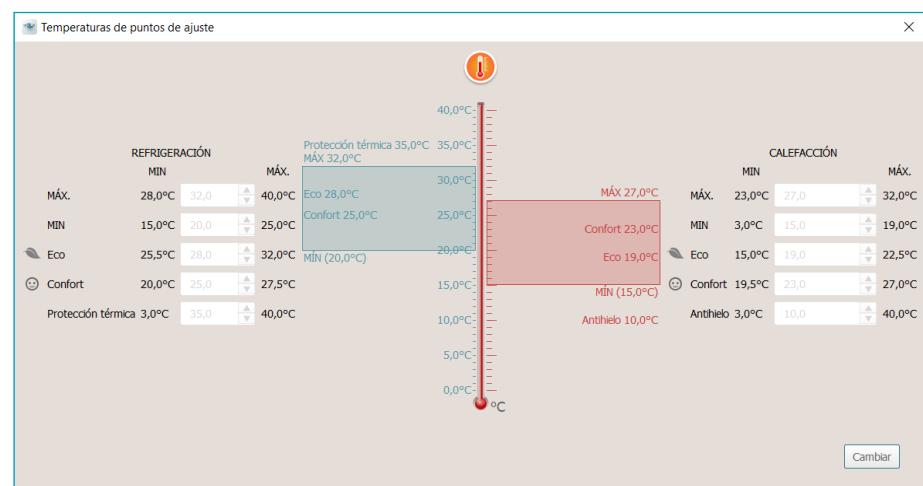 Temperaturas de puntos de ajuste
REFRIGERACIÓN
MIN MÁX.
MÁX. 28,0°C 32,0 40,0°C
MIN 15,0°C 20,0 25,0°C
Eco 25,5°C 28,0 32,0°C
Confort 20,0°C 25,0 27,5°C
Protección térmica 3,0°C 35,0 40,0°C
Protección térmica 35,0°C
MÁX 32,0°C
Eco 28,0°C
Confort 25,0°C
MÍN (20,0°C)
40,0°C
35,0°C
30,0°C
25,0°C
20,0°C
15,0°C
10,0°C
5,0°C
0,0°C
°C
MÁX 27,0°C
Confort 23,0°C
Eco 19,0°C
MÍN (15,0°C)
Antihielo 10,0°C
CALEFACCIÓN
MIN MÁX.
MÁX. 23,0°C 27,0 32,0°C
MIN 3,0°C 15,0 19,0°C
Eco 15,0°C 19,0 22,5°C
Confort 19,5°C 23,0 27,0°C
Antihielo 3,0°C 10,0 40,0°C
Cambiar